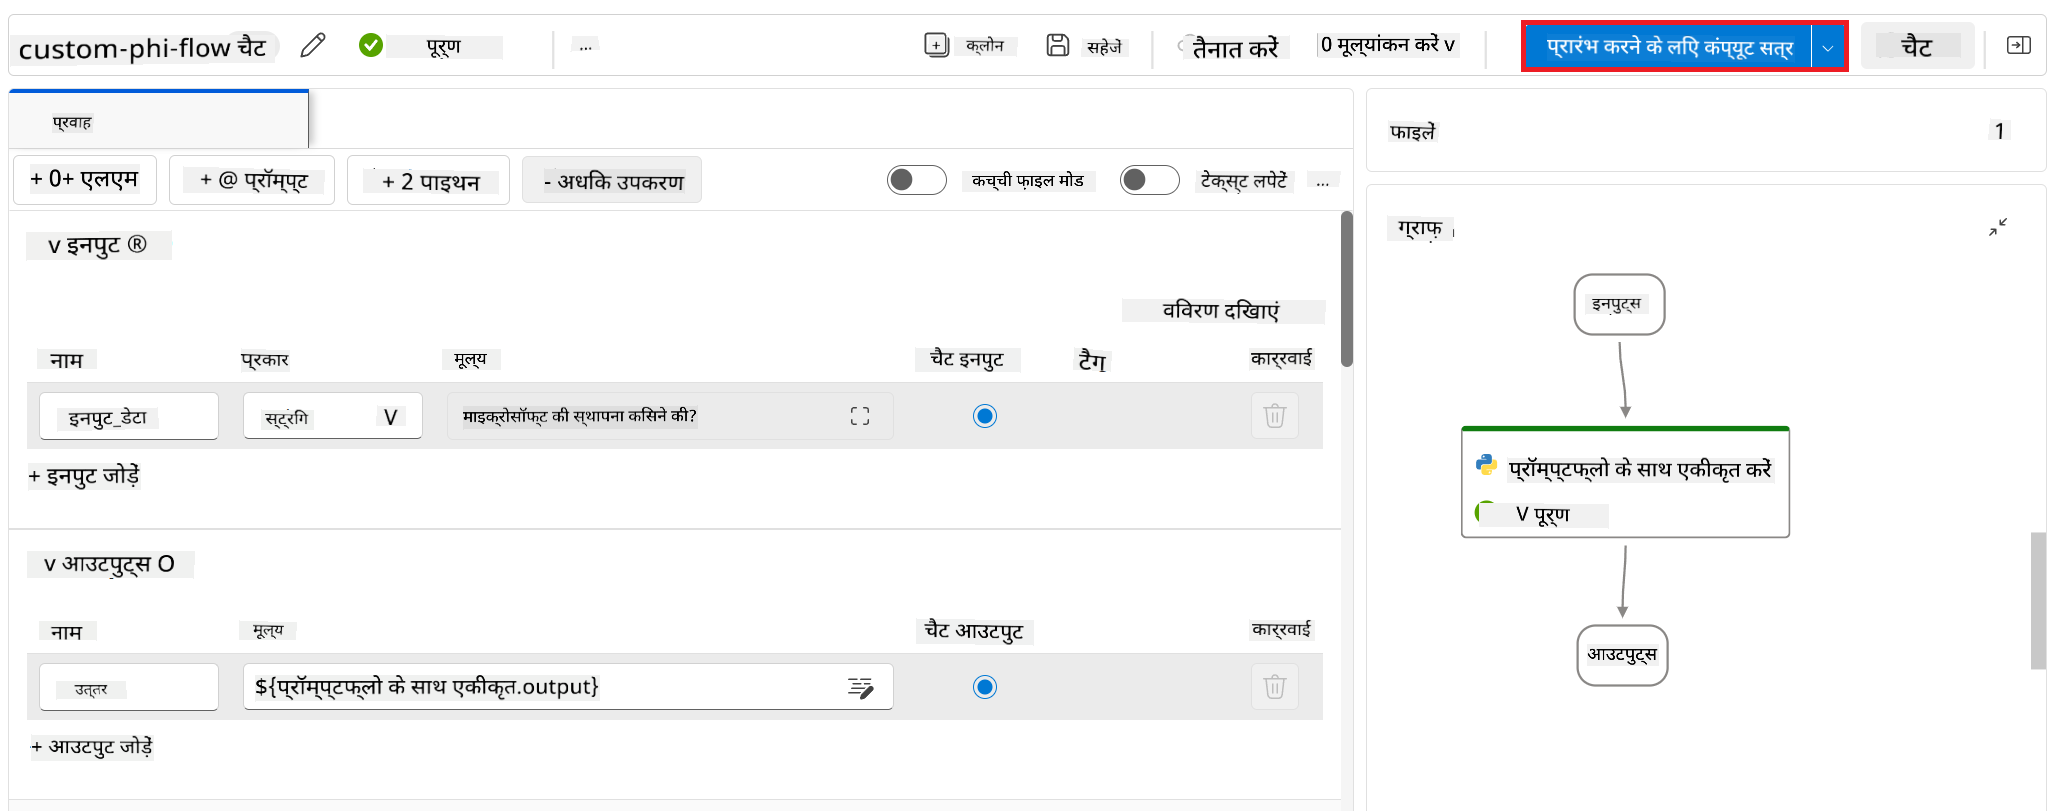 custom-phi-flow चैट
पूर्ण
...
क्लोन
सहेजें
तैनात करें
0 मूल्यांकन करें v
प्रारंभ करने के लिए कंप्यूट सत्र
चैट
प्रवाह
+ 0+ एलएम
+ @ प्रॉम्प्ट
+ 2 पाइथन
- अधिक उपकरण
कच्ची फ़ाइल मोड
टेक्स्ट लपेटें
...
v इनपुट ®
विवरण दिखाएं
नाम
प्रकार
मूल्य
चैट इनपुट
टैग
कार्रवाई
इनपुट_डेटा
स्ट्रिंग
V
माइक्रोसॉफ्ट की स्थापना किसने की?
+ इनपुट जोड़ें
v आउटपुट्स O
नाम
मूल्य
चैट आउटपुट
कार्रवाई
उत्तर
${प्रॉम्प्टफ्लो के साथ एकीकृत.output}
+ आउटपुट जोड़ें
फाइलें
1
ग्राफ़
इनपुट्स
प्रॉम्प्टफ्लो के साथ एकीकृत करें
V पूर्ण
आउटपुट्स